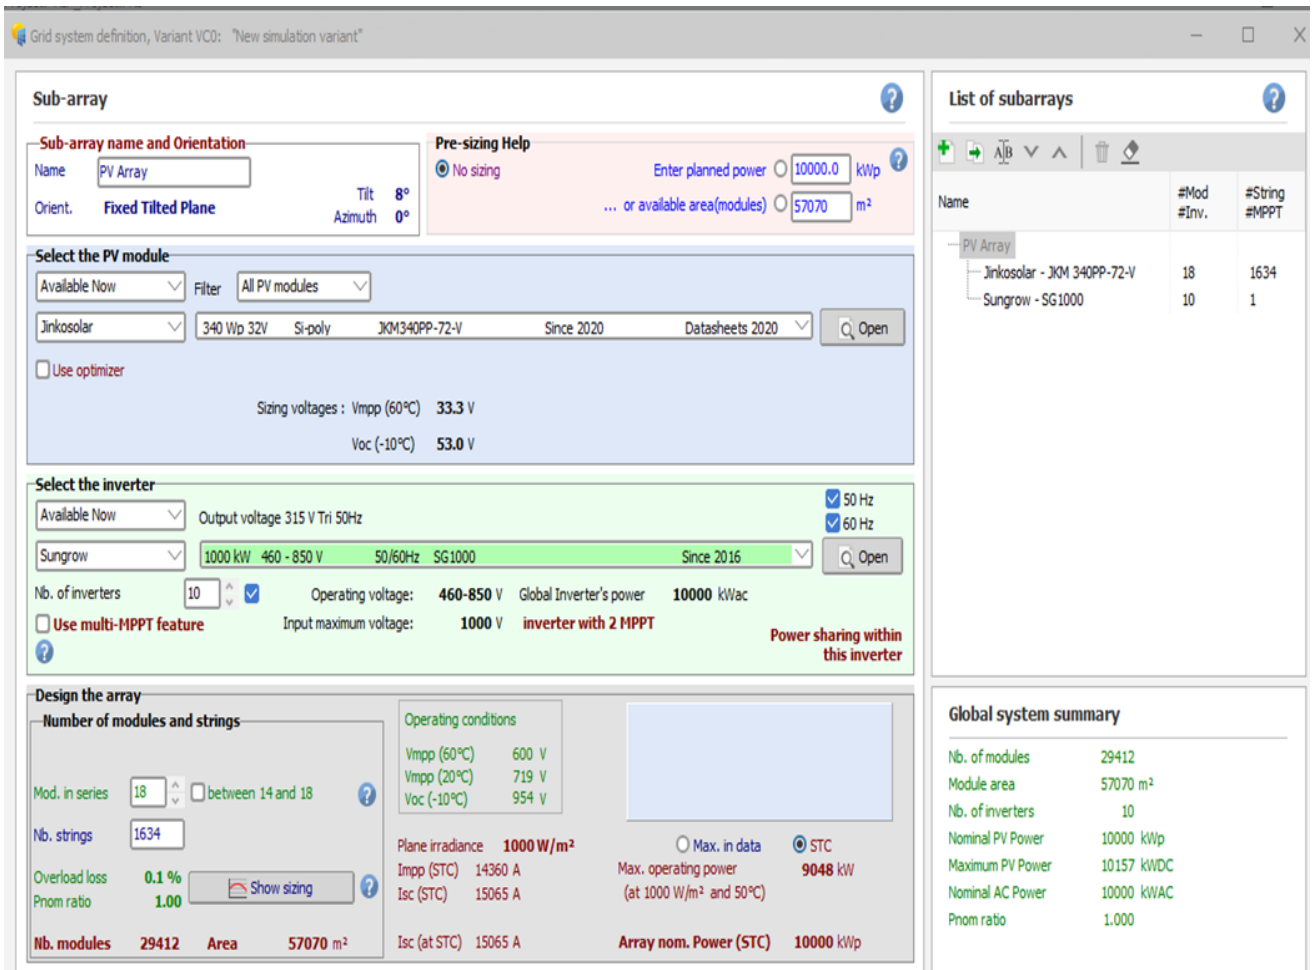 Grid system definition, Variant VC0: "New simulation variant"
Sub-array
Sub-array name and Orientation
Name PV Array
Orient. Fixed Tilted Plane
Tilt 8°
Azimuth 0°
Pre-sizing Help
No sizing Enter planned power 10000.0 kWp
... or available area(modules) 57070 m²
Select the PV module
Available Now Filter All PV modules
Jinkosolar 340 Wp 32V Si-poly JKM340PP-72-V Since 2020 Datasheets 2020 Open
Use optimizer
Sizing voltages : Vmpp (60°C) 33.3 V
Voc (-10°C) 53.0 V
Select the inverter
Available Now Output voltage 315 V Tri 50Hz
50 Hz
60 Hz
Sungrow 1000 kW 460 - 850 V 50/60Hz SG1000 Since 2016 Open
Nb. of inverters 10 Operating voltage: 460-850 V Global Inverter's power 10000 kWac
Use multi-MPPT feature Input maximum voltage: 1000 V inverter with 2 MPPT
Power sharing within
this inverter
Design the array
Number of modules and strings
Mod. in series 18 between 14 and 18
Nb. strings 1634
Overload loss 0.1 %
Pnom ratio 1.00
Show sizing
Nb. modules 29412 Area 57070 m²
Operating conditions
Vmpp (60°C) 600 V
Vmpp (20°C) 719 V
Voc (-10°C) 954 V
Plane irradiance 1000 W/m²
Impp (STC) 14360 A
Isc (STC) 15065 A
Isc (at STC) 15065 A
Max. in data STC
Max. operating power 9048 kW
(at 1000 W/m² and 50°C)
Array nom. Power (STC) 10000 kWp
List of subarrays
Name #Mod #String
#Inv. #MPPT
PV Array
Jinkosolar - JKM 340PP-72-V 18 1634
Sungrow - SG1000 10 1
Global system summary
Nb. of modules 29412
Module area 57070 m²
Nb. of inverters 10
Nominal PV Power 10000 kWp
Maximum PV Power 10157 kWDC
Nominal AC Power 10000 kWAC
Pnom ratio 1.000